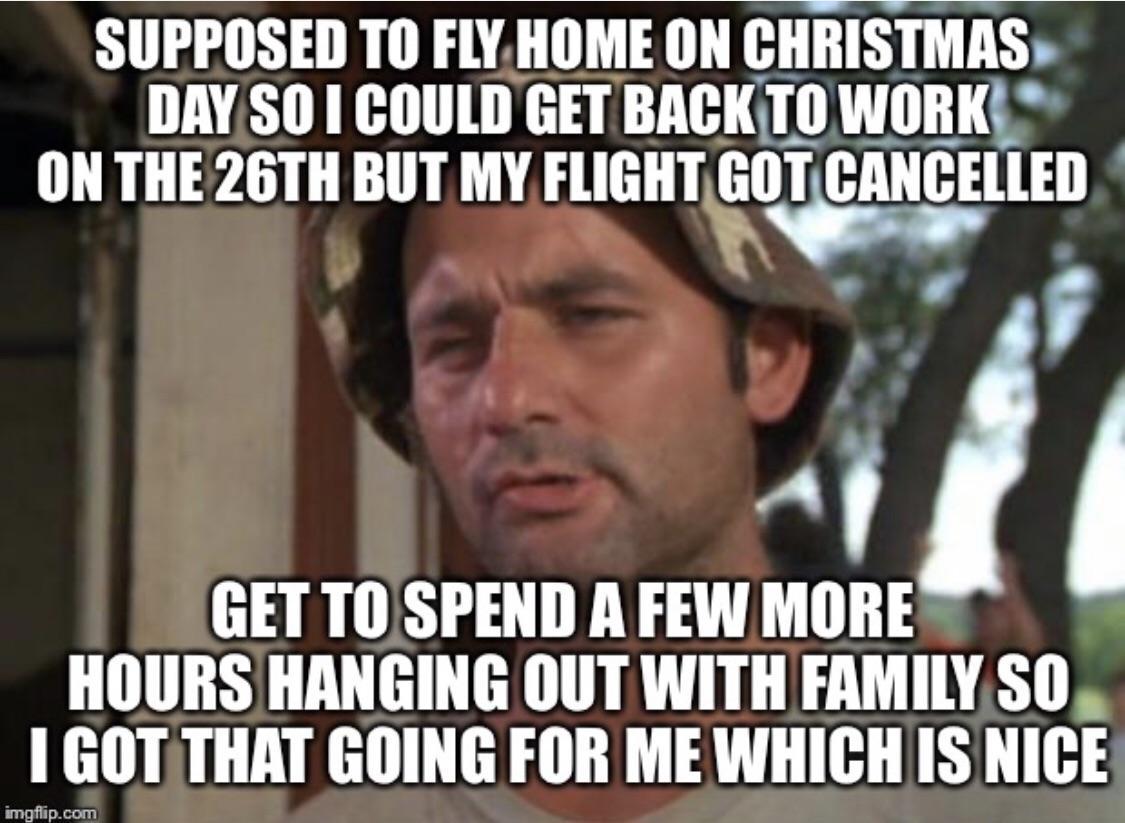 SUPPOSED TO FLY HOME ON CHRISTMAS
DAY SO I COULD GET BACK TO WORK
ON THE 26TH BUT MY FLIGHT GOT CANCELLED
GET TO SPEND A FEW MORE
HOURS HANGING OUT WITH FAMILY SO
I GOT THAT GOING FOR ME WHICH IS NICE
imgflip.com